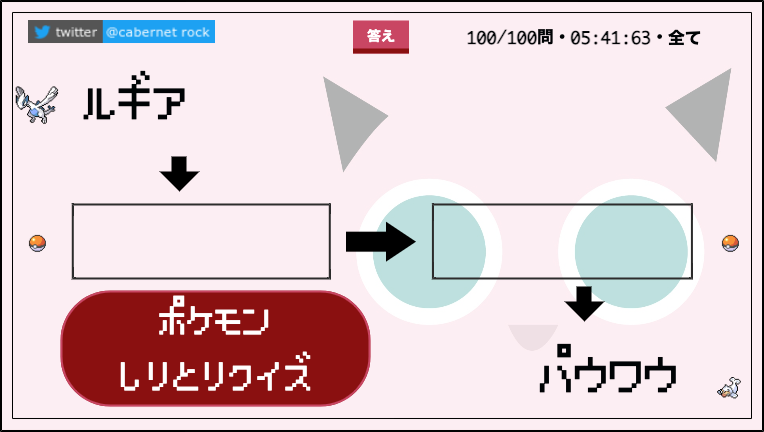 twitter @cabernet rock
答え
100/100問・05:41:63・全て
ルギア
ポケモン
しりとりクイズ
パウワウ